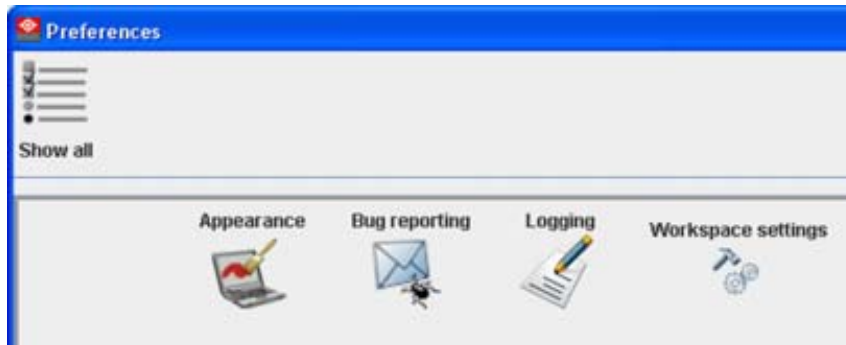 Preferences
Show all
Appearance
Bug reporting
Logging
Workspace settings